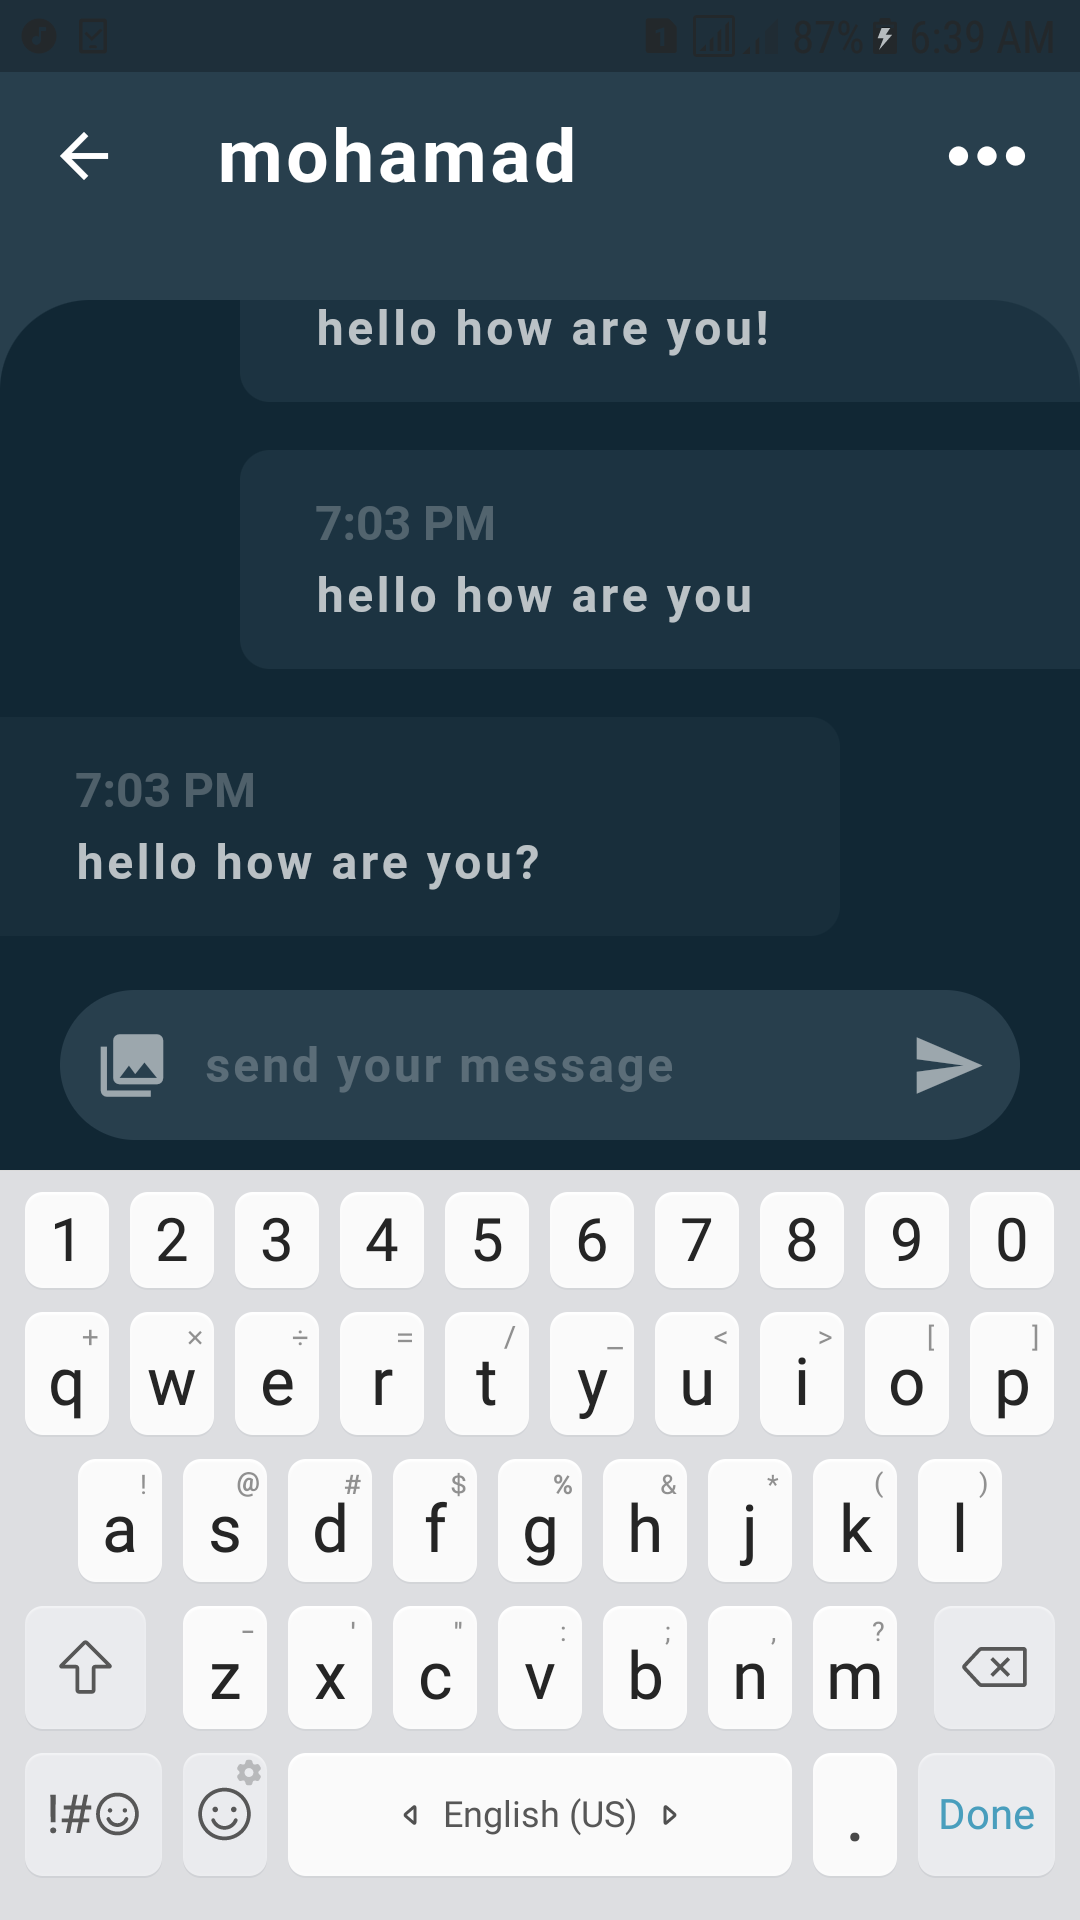 1 87% 6:39 AM
mohamad
hello how are you!
7:03 PM
hello how are you
7:03 PM
hello how are you?
send your message
1 2 3 4 5 6 7 8 9 0
+ × ÷ = / _ < > [ ]
q w e r t y u i o p
! @ # $ % & * ( )
a s d f g h j k l
- ' " : ; , ?
z x c v b n m
!#☺ English (US) . Done